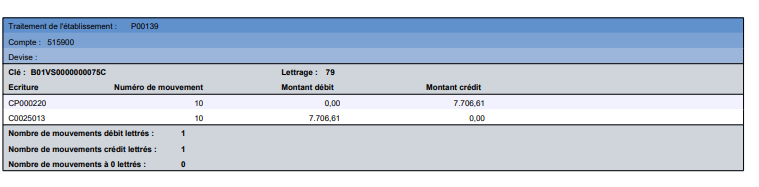 Traitement de l'établissement : P00139
Compte : 515900
Devise :
Clé : B01VS0000000075C Lettrage : 79
Ecriture Numéro de mouvement Montant débit Montant crédit
CP000220 10 0,00 7.706,61
C0025013 10 7.706,61 0,00
Nombre de mouvements débit lettrés : 1
Nombre de mouvements crédit lettrés : 1
Nombre de mouvements à 0 lettrés : 0